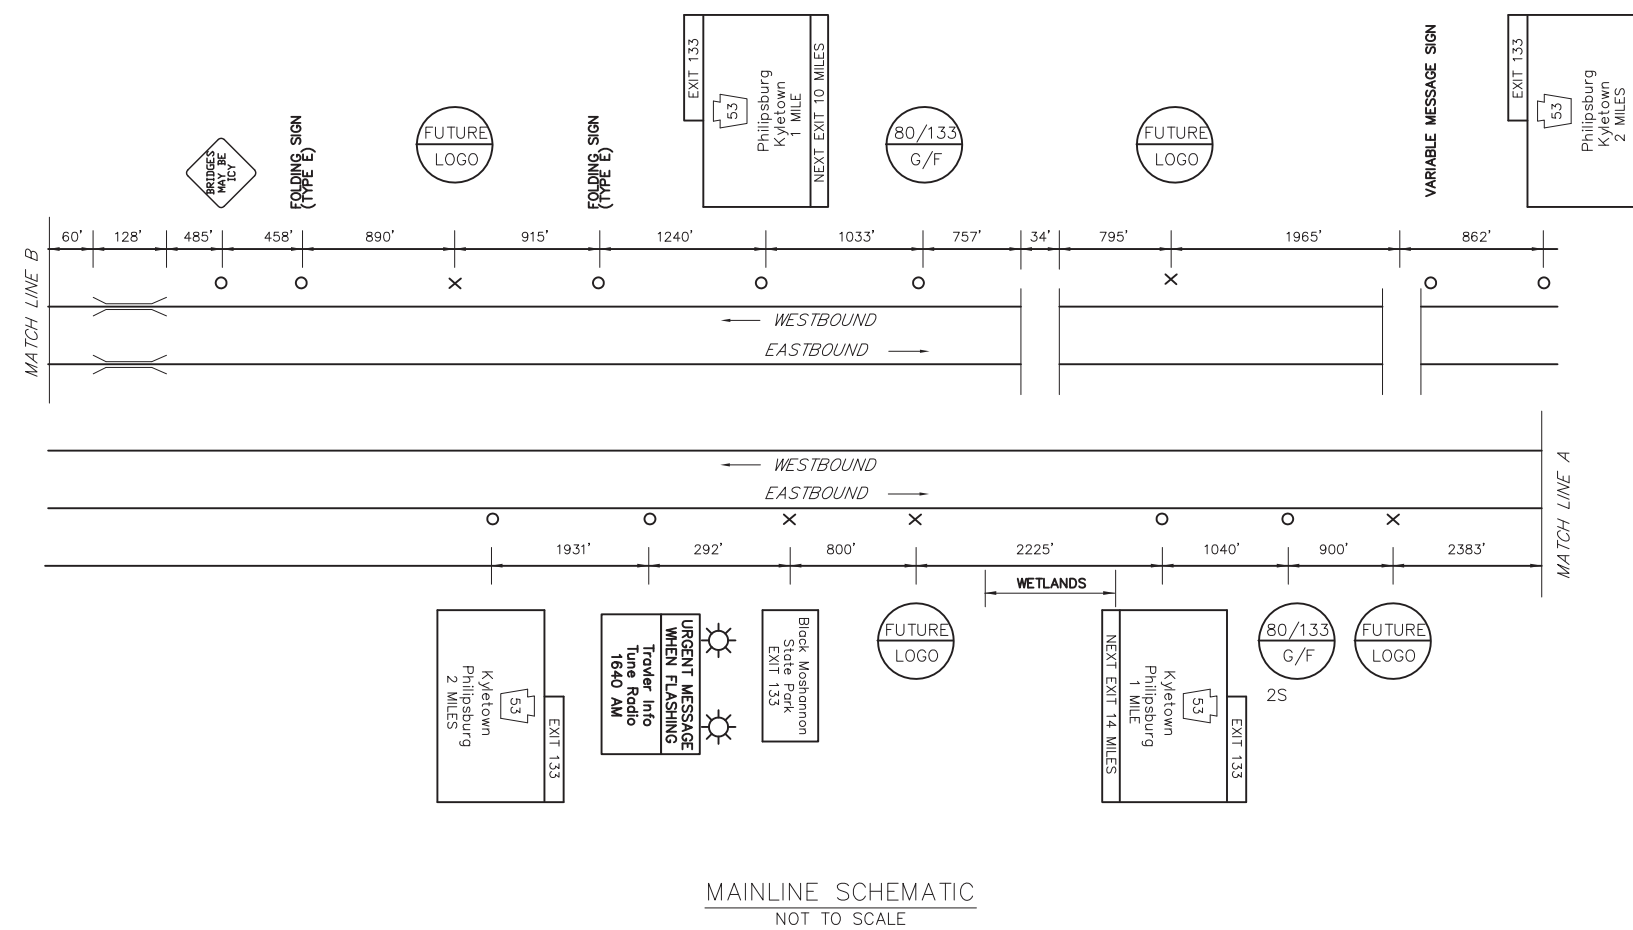 EXIT 133
53
Philipsburg
Kyletown
1 MILE
NEXT EXIT 10 MILES
VARIABLE MESSAGE SIGN
EXIT 133
53
Philipsburg
Kyletown
2 MILES
BRIDGES
MAY BE
ICY
FOLDING SIGN
(TYPE E)
FUTURE
LOGO
FOLDING SIGN
(TYPE E)
80/133
G/F
FUTURE
LOGO
60' 128' 485' 458' 890' 915' 1240' 1033' 757' 34' 795' 1965' 862'
MATCH LINE B
WESTBOUND
EASTBOUND
WESTBOUND
EASTBOUND
MATCH LINE A
1931' 292' 800' 2225' 1040' 900' 2383'
WETLANDS
EXIT 133
53
Kyletown
Philipsburg
2 MILES
URGENT MESSAGE
WHEN FLASHING
Travler Info
Tune Radio
1640 AM
Black Moshannon
State Park
EXIT 133
FUTURE
LOGO
EXIT 133
53
Kyletown
Philipsburg
1 MILE
NEXT EXIT 14 MILES
80/133
G/F
2S
FUTURE
LOGO
MAINLINE SCHEMATIC
NOT TO SCALE